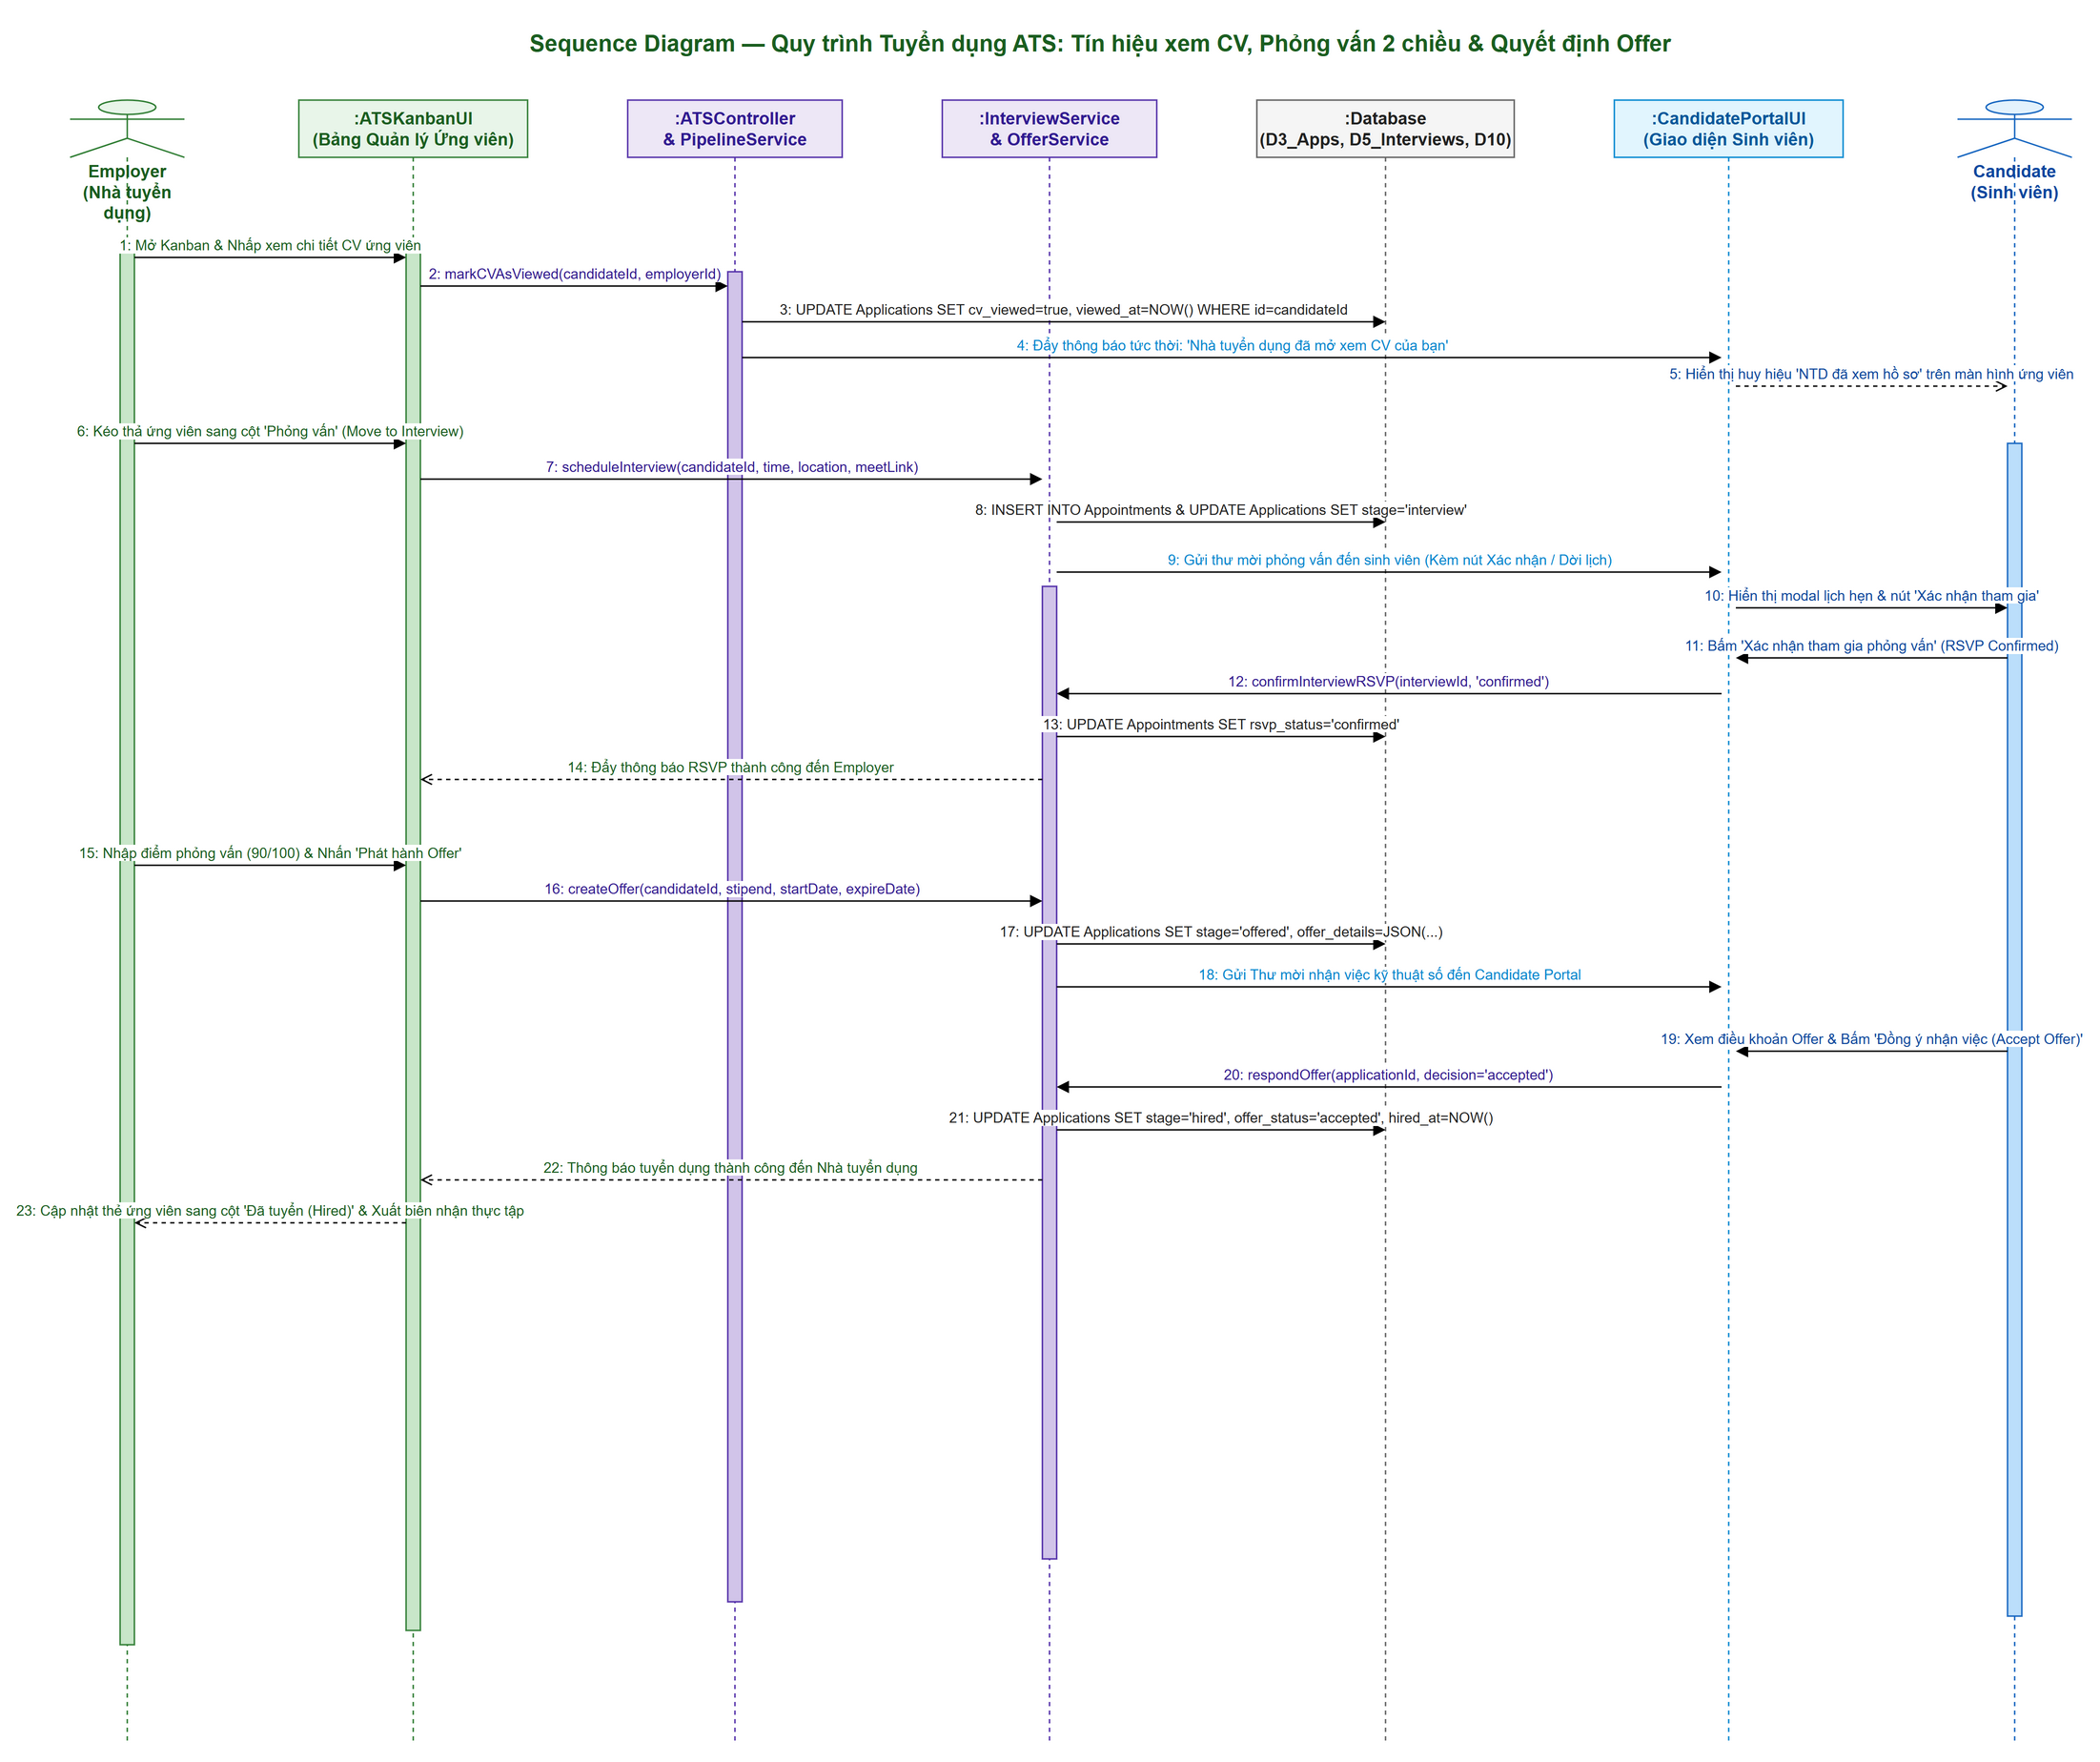 Sequence Diagram — Quy trình Tuyển dụng ATS: Tín hiệu xem CV, Phỏng vấn 2 chiều & Quyết định Offer
Employer
(Nhà tuyển
dụng)
:ATSKanbanUI
(Bảng Quản lý Ứng viên)
:ATSController
& PipelineService
:InterviewService
& OfferService
:Database
(D3_Apps, D5_Interviews, D10)
:CandidatePortalUI
(Giao diện Sinh viên)
Candidate
(Sinh viên)
1: Mở Kanban & Nhấp xem chi tiết CV ứng viên
2: markCVAsViewed(candidateId, employerId)
3: UPDATE Applications SET cv_viewed=true, viewed_at=NOW() WHERE id=candidateId
4: Đẩy thông báo tức thời: 'Nhà tuyển dụng đã mở xem CV của bạn'
5: Hiển thị huy hiệu 'NTD đã xem hồ sơ' trên màn hình ứng viên
6: Kéo thả ứng viên sang cột 'Phỏng vấn' (Move to Interview)
7: scheduleInterview(candidateId, time, location, meetLink)
8: INSERT INTO Appointments & UPDATE Applications SET stage='interview'
9: Gửi thư mời phỏng vấn đến sinh viên (Kèm nút Xác nhận / Dời lịch)
10: Hiển thị modal lịch hẹn & nút 'Xác nhận tham gia'
11: Bấm 'Xác nhận tham gia phỏng vấn' (RSVP Confirmed)
12: confirmInterviewRSVP(interviewId, 'confirmed')
13: UPDATE Appointments SET rsvp_status='confirmed'
14: Đẩy thông báo RSVP thành công đến Employer
15: Nhập điểm phỏng vấn (90/100) & Nhấn 'Phát hành Offer'
16: createOffer(candidateId, stipend, startDate, expireDate)
17: UPDATE Applications SET stage='offered', offer_details=JSON(...)
18: Gửi Thư mời nhận việc kỹ thuật số đến Candidate Portal
19: Xem điều khoản Offer & Bấm 'Đồng ý nhận việc (Accept Offer)'
20: respondOffer(applicationId, decision='accepted')
21: UPDATE Applications SET stage='hired', offer_status='accepted', hired_at=NOW()
22: Thông báo tuyển dụng thành công đến Nhà tuyển dụng
23: Cập nhật thẻ ứng viên sang cột 'Đã tuyển (Hired)' & Xuất biên nhận thực tập